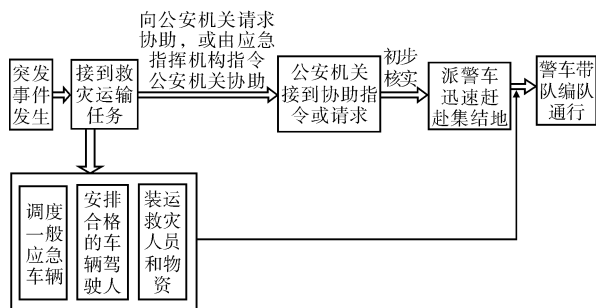 突发
事件
发生
接到救
灾运输
任务
向公安机关请求
协助，或由应急
指挥机构指令
公安机关协助
公安机关
接到协助指
令或请求
初步
核实
派警车
迅速赶
赴集结地
警车带
队编队
通行
调度
一般
应急
车辆
安排
合格
的车
辆驾
驶人
装运
救灾
人员
和物
资